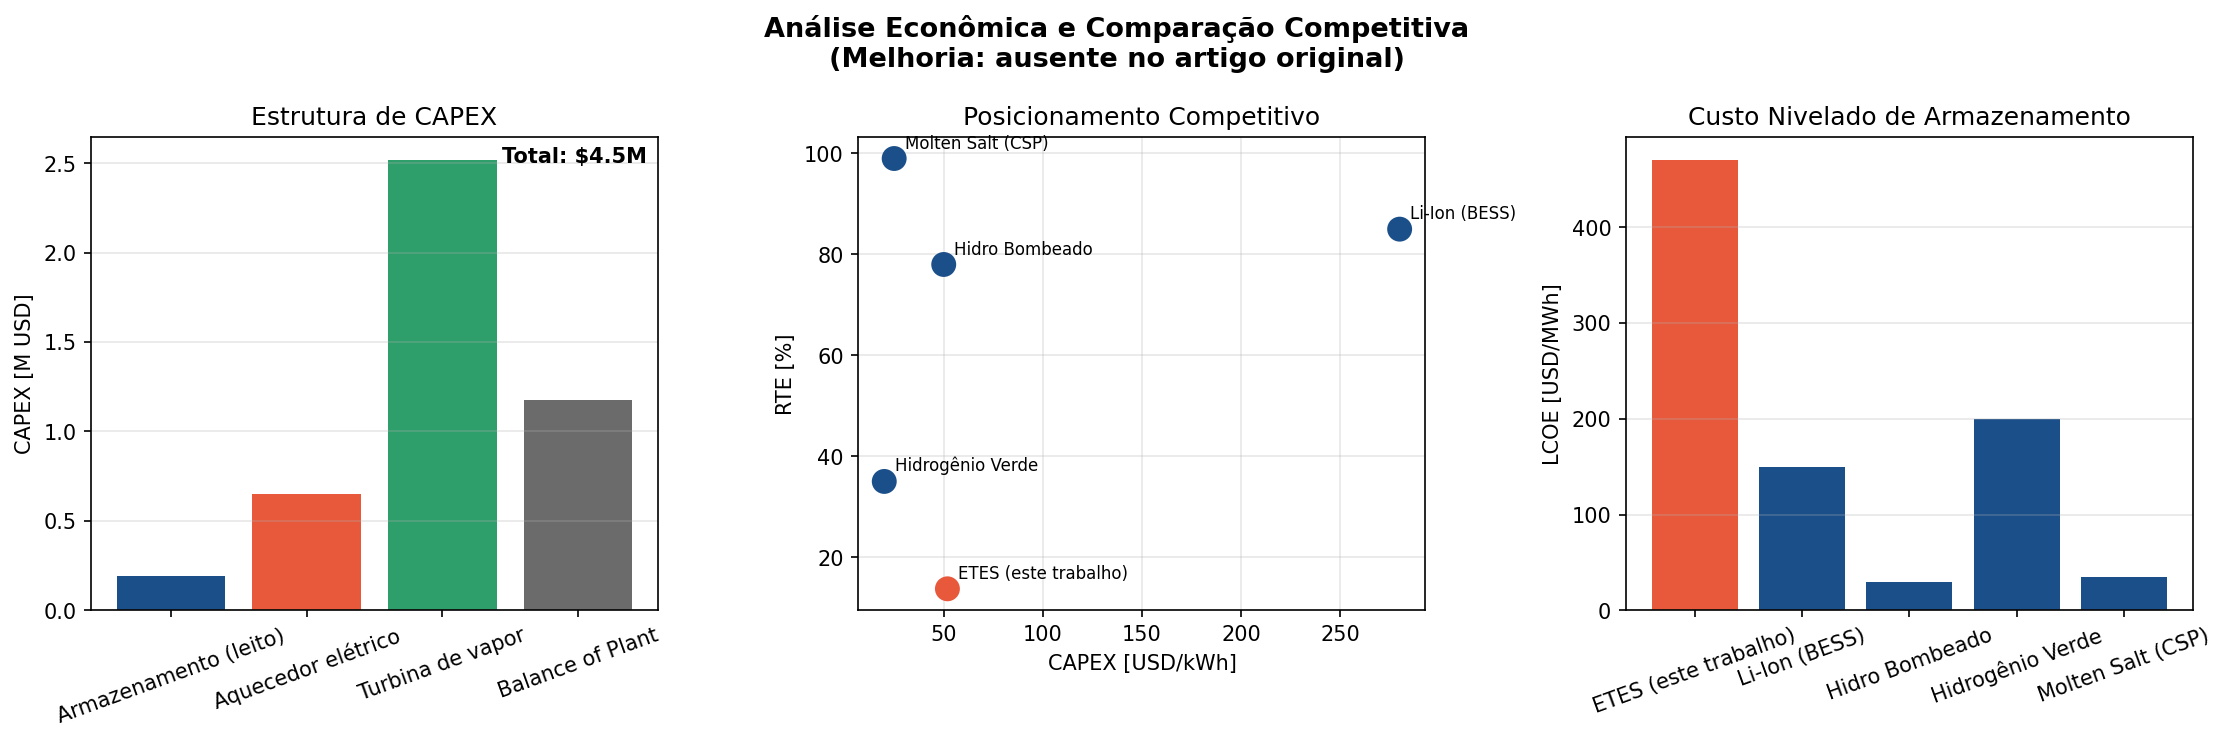 Análise Econômica e Comparação Competitiva
(Melhoria: ausente no artigo original)
Estrutura de CAPEX
CAPEX [M USD]
2.5
2.0
1.5
1.0
0.5
0.0
Total: $4.5M
Armazenamento (leito)
Aquecedor elétrico
Turbina de vapor
Balance of Plant
Posicionamento Competitivo
RTE [%]
100
80
60
40
20
Molten Salt (CSP)
Li-Ion (BESS)
Hidro Bombeado
Hidrogênio Verde
ETES (este trabalho)
50
100
150
200
250
CAPEX [USD/kWh]
Custo Nivelado de Armazenamento
LCOE [USD/MWh]
400
300
200
100
0
ETES (este trabalho)
Li-Ion (BESS)
Hidro Bombeado
Hidrogênio Verde
Molten Salt (CSP)